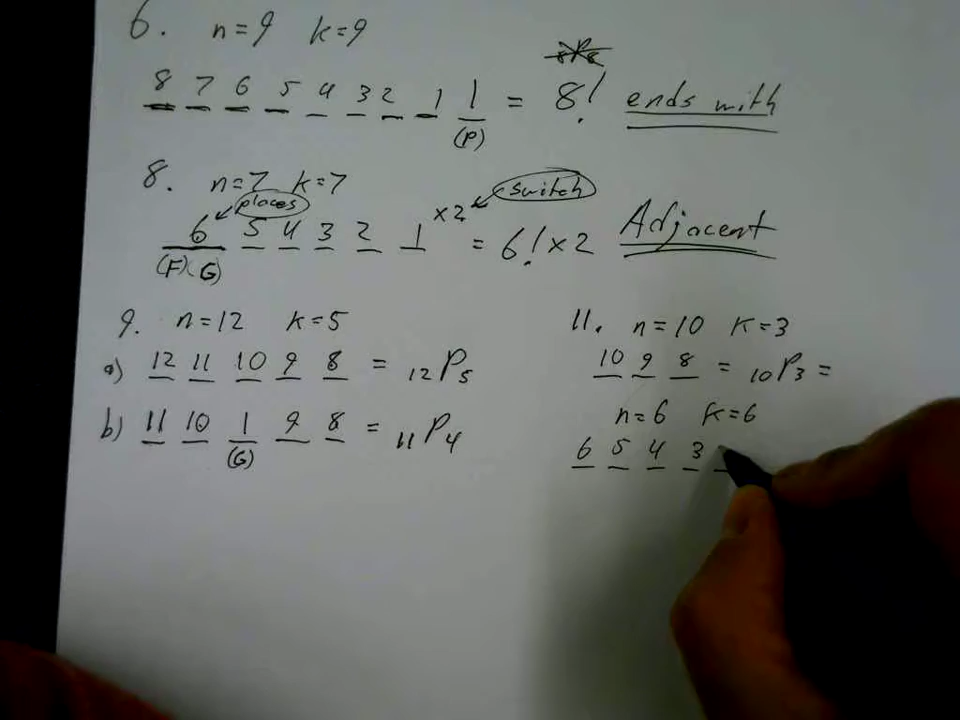 6. n=9 k=9
8 7 6 5 4 3 2 1 1 = 8! ends with
(P)
8. n=7 k=7
places switch
6 5 4 3 2 1 ×2 = 6! × 2 Adjacent
(F)(G)
9. n=12 k=5
a) 12 11 10 9 8 = 12P5
b) 11 10 1 9 8 = 11P4
(G)
11. n=10 k=3
10 9 8 = 10P3 =
n=6 k=6
6 5 4 3